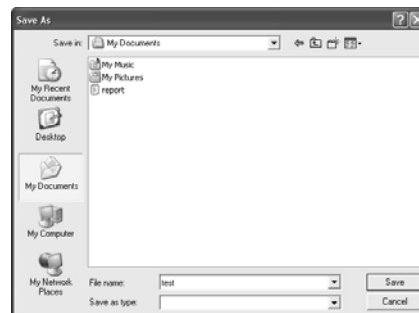 Save As
Save in:
My Documents
My Recent
Documents
Desktop
My Documents
My Computer
My Network
Places
My Music
My Pictures
report
File name:
test
Save
Save as type:
Cancel